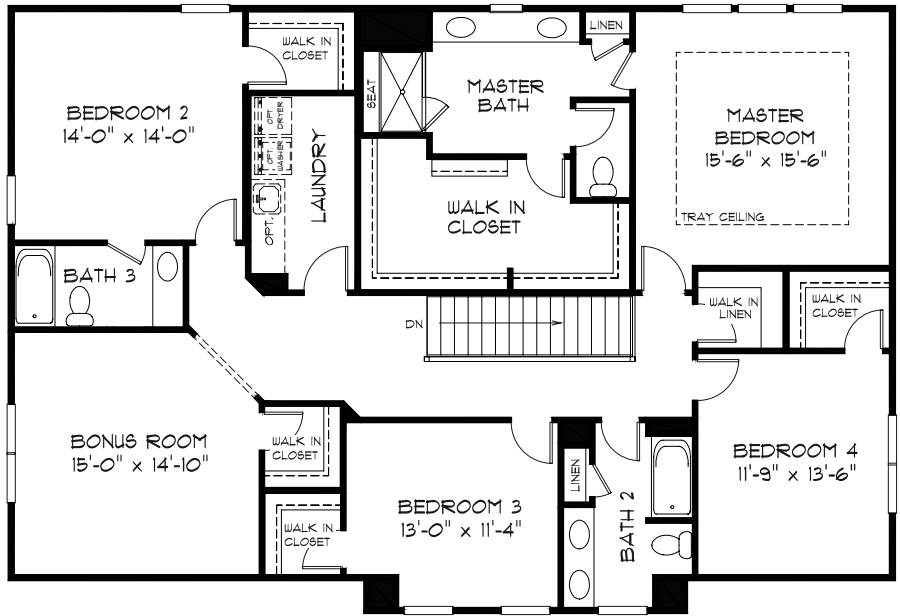 WALK IN
CLOSET
LINEN
BEDROOM 2
14'-0" x 14'-0"
OPT.
DRYER
OPT.
WASHER
OPT.
LAUNDRY
SEAT
MASTER
BATH
MASTER
BEDROOM
15'-6" x 15'-6"
TRAY CEILING
WALK IN
CLOSET
BATH 3
DN
WALK IN
LINEN
WALK IN
CLOSET
BONUS ROOM
15'-0" x 14'-10"
WALK IN
CLOSET
WALK IN
CLOSET
BEDROOM 3
13'-0" x 11'-4"
LINEN
BATH 2
BEDROOM 4
11'-9" x 13'-6"